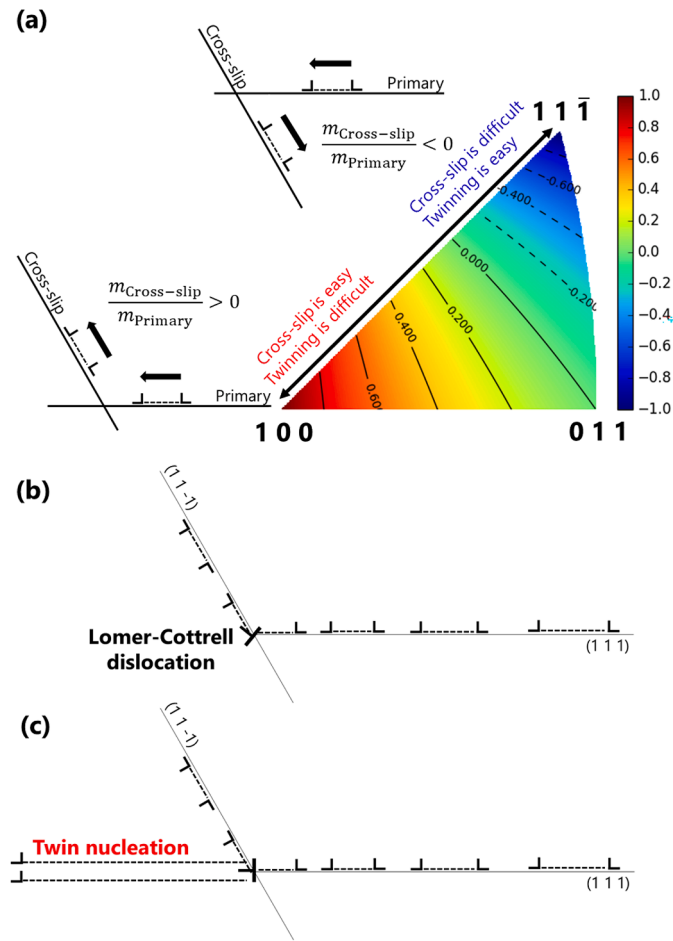 (a)
Cross-slip
Primary
m_Cross−slip / m_Primary < 0
Cross-slip is difficult
Twinning is easy
1 1 1̅
Cross-slip
m_Cross−slip / m_Primary > 0
Primary
Cross-slip is easy
Twinning is difficult
-0.600
-0.400
-0.200
0.000
0.200
0.400
0.60
1 0 0
0 1 1
1.0
0.8
0.6
0.4
0.2
0.0
−0.2
−0.4
−0.6
−0.8
−1.0
(b)
(1 1 -1)
Lomer-Cottrell
dislocation
(1 1 1)
(c)
(1 1 -1)
Twin nucleation
(1 1 1)